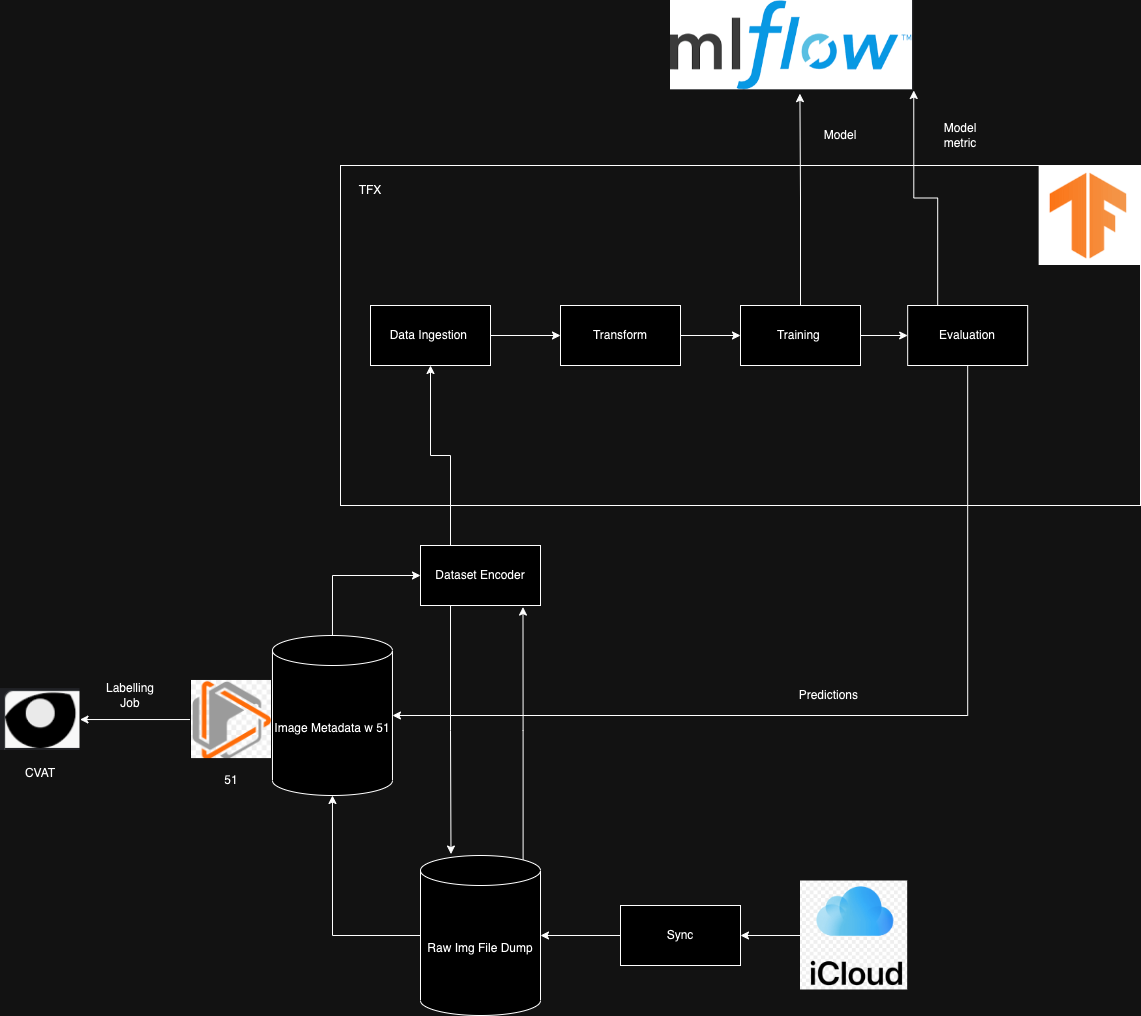 mlflow™
Model
Model
metric
TFX
Data Ingestion
Transform
Training
Evaluation
Dataset Encoder
Labelling
Job
Predictions
Image Metadata w 51
CVAT
51
Raw Img File Dump
Sync
iCloud